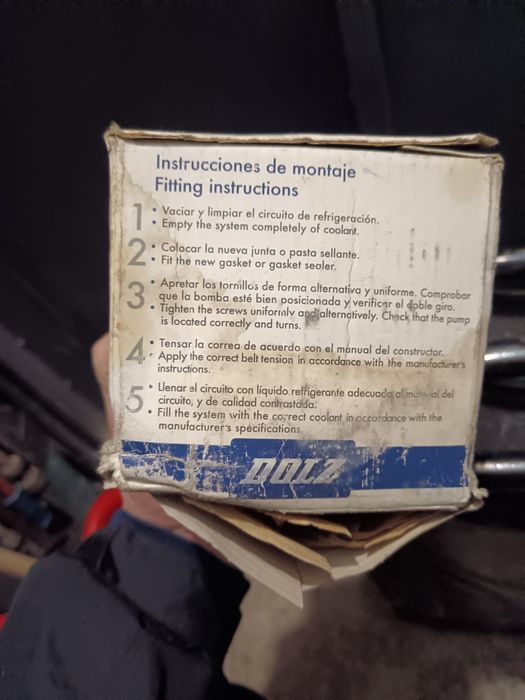 Instrucciones de montaje
Fitting instructions
1 • Vaciar y limpiar el circuito de refrigeración.
• Empty the system completely of coolant.
2 • Colocar la nueva junta o pasta sellante.
• Fit the new gasket or gasket sealer.
3 • Apretar los tornillos de forma alternativa y uniforme. Comprobar
que la bomba esté bien posicionada y verificar el doble giro.
• Tighten the screws uniformly and alternatively. Check that the pump
is located correctly and turns.
4 • Tensar la correa de acuerdo con el manual del constructor.
• Apply the correct belt tension in accordance with the manufacturer's
instructions.
5 • Llenar el circuito con líquido refrigerante adecuado al material del
circuito, y de calidad contrastada.
• Fill the system with the correct coolant in accordance with the
manufacturer's specifications
DOLZ